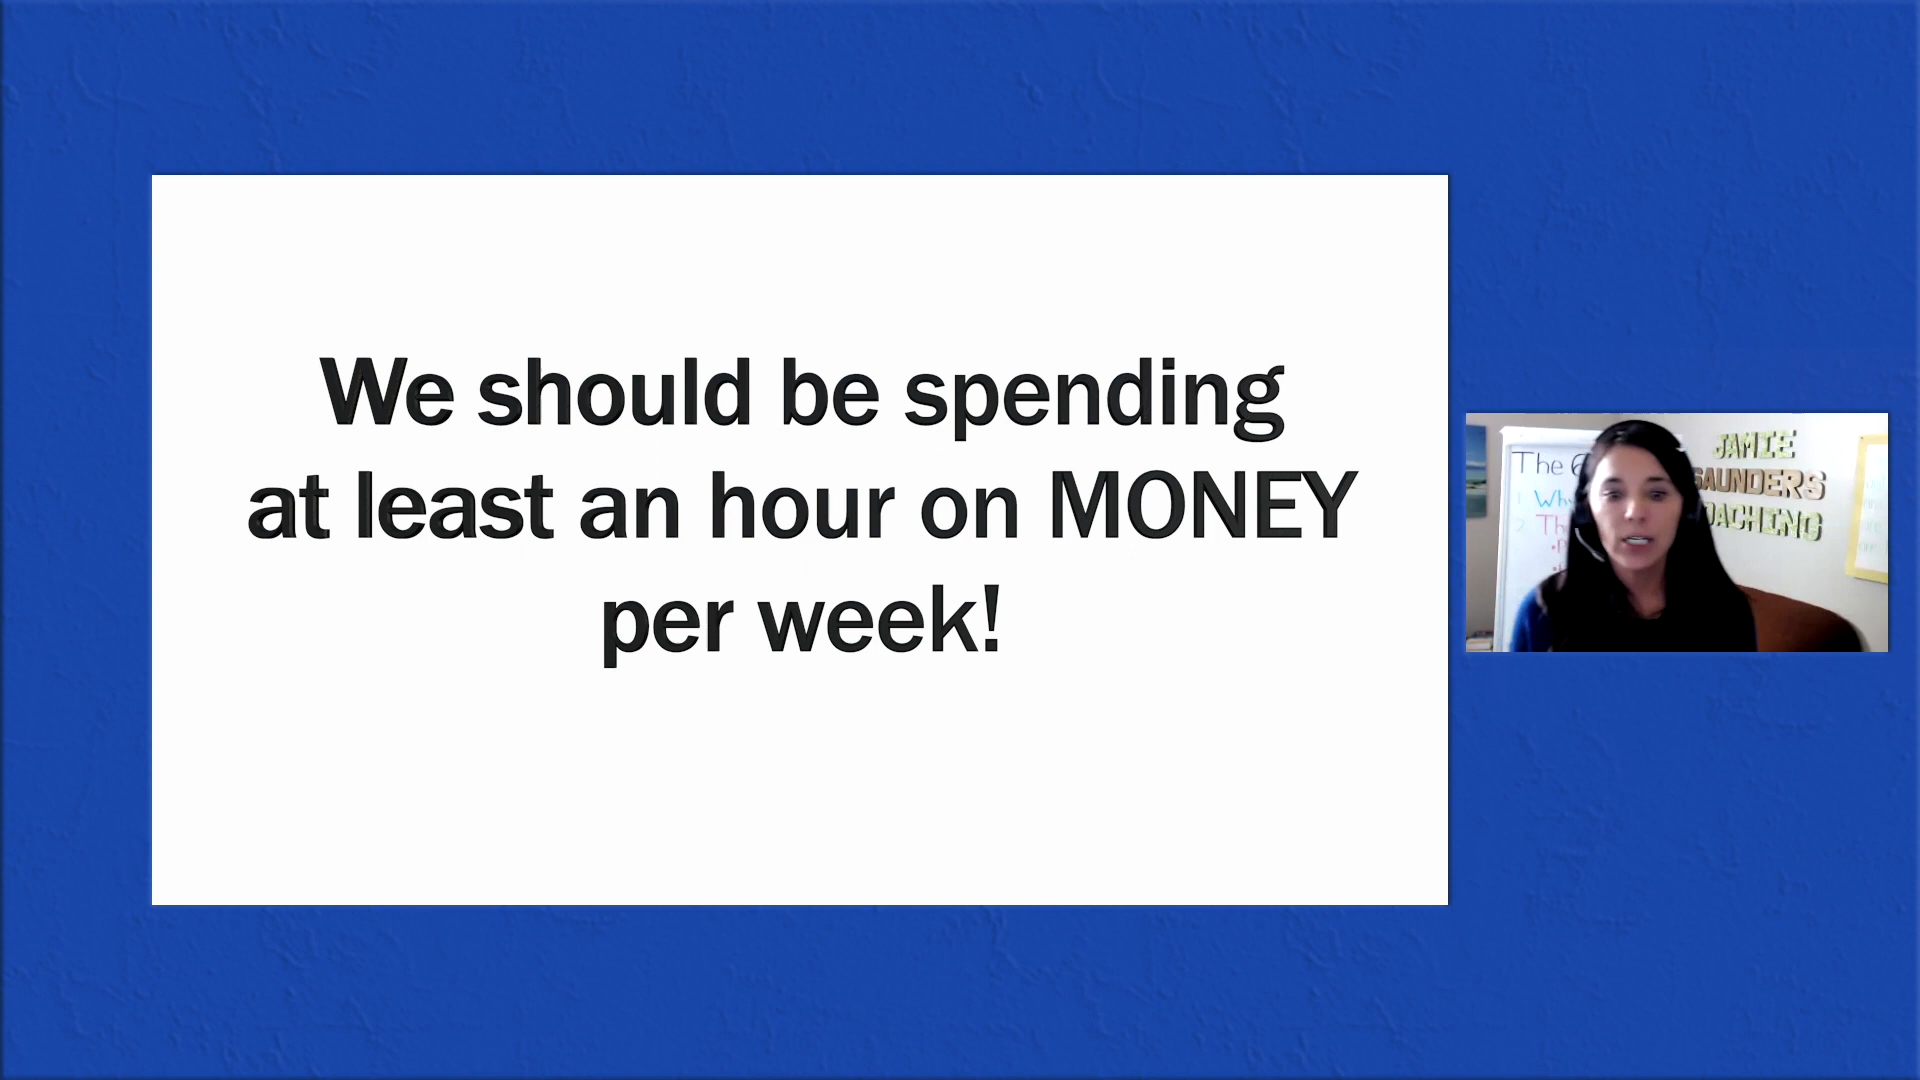 We should be spending
at least an hour on MONEY
per week!
The
JAMIE
SAUNDERS
COACHING